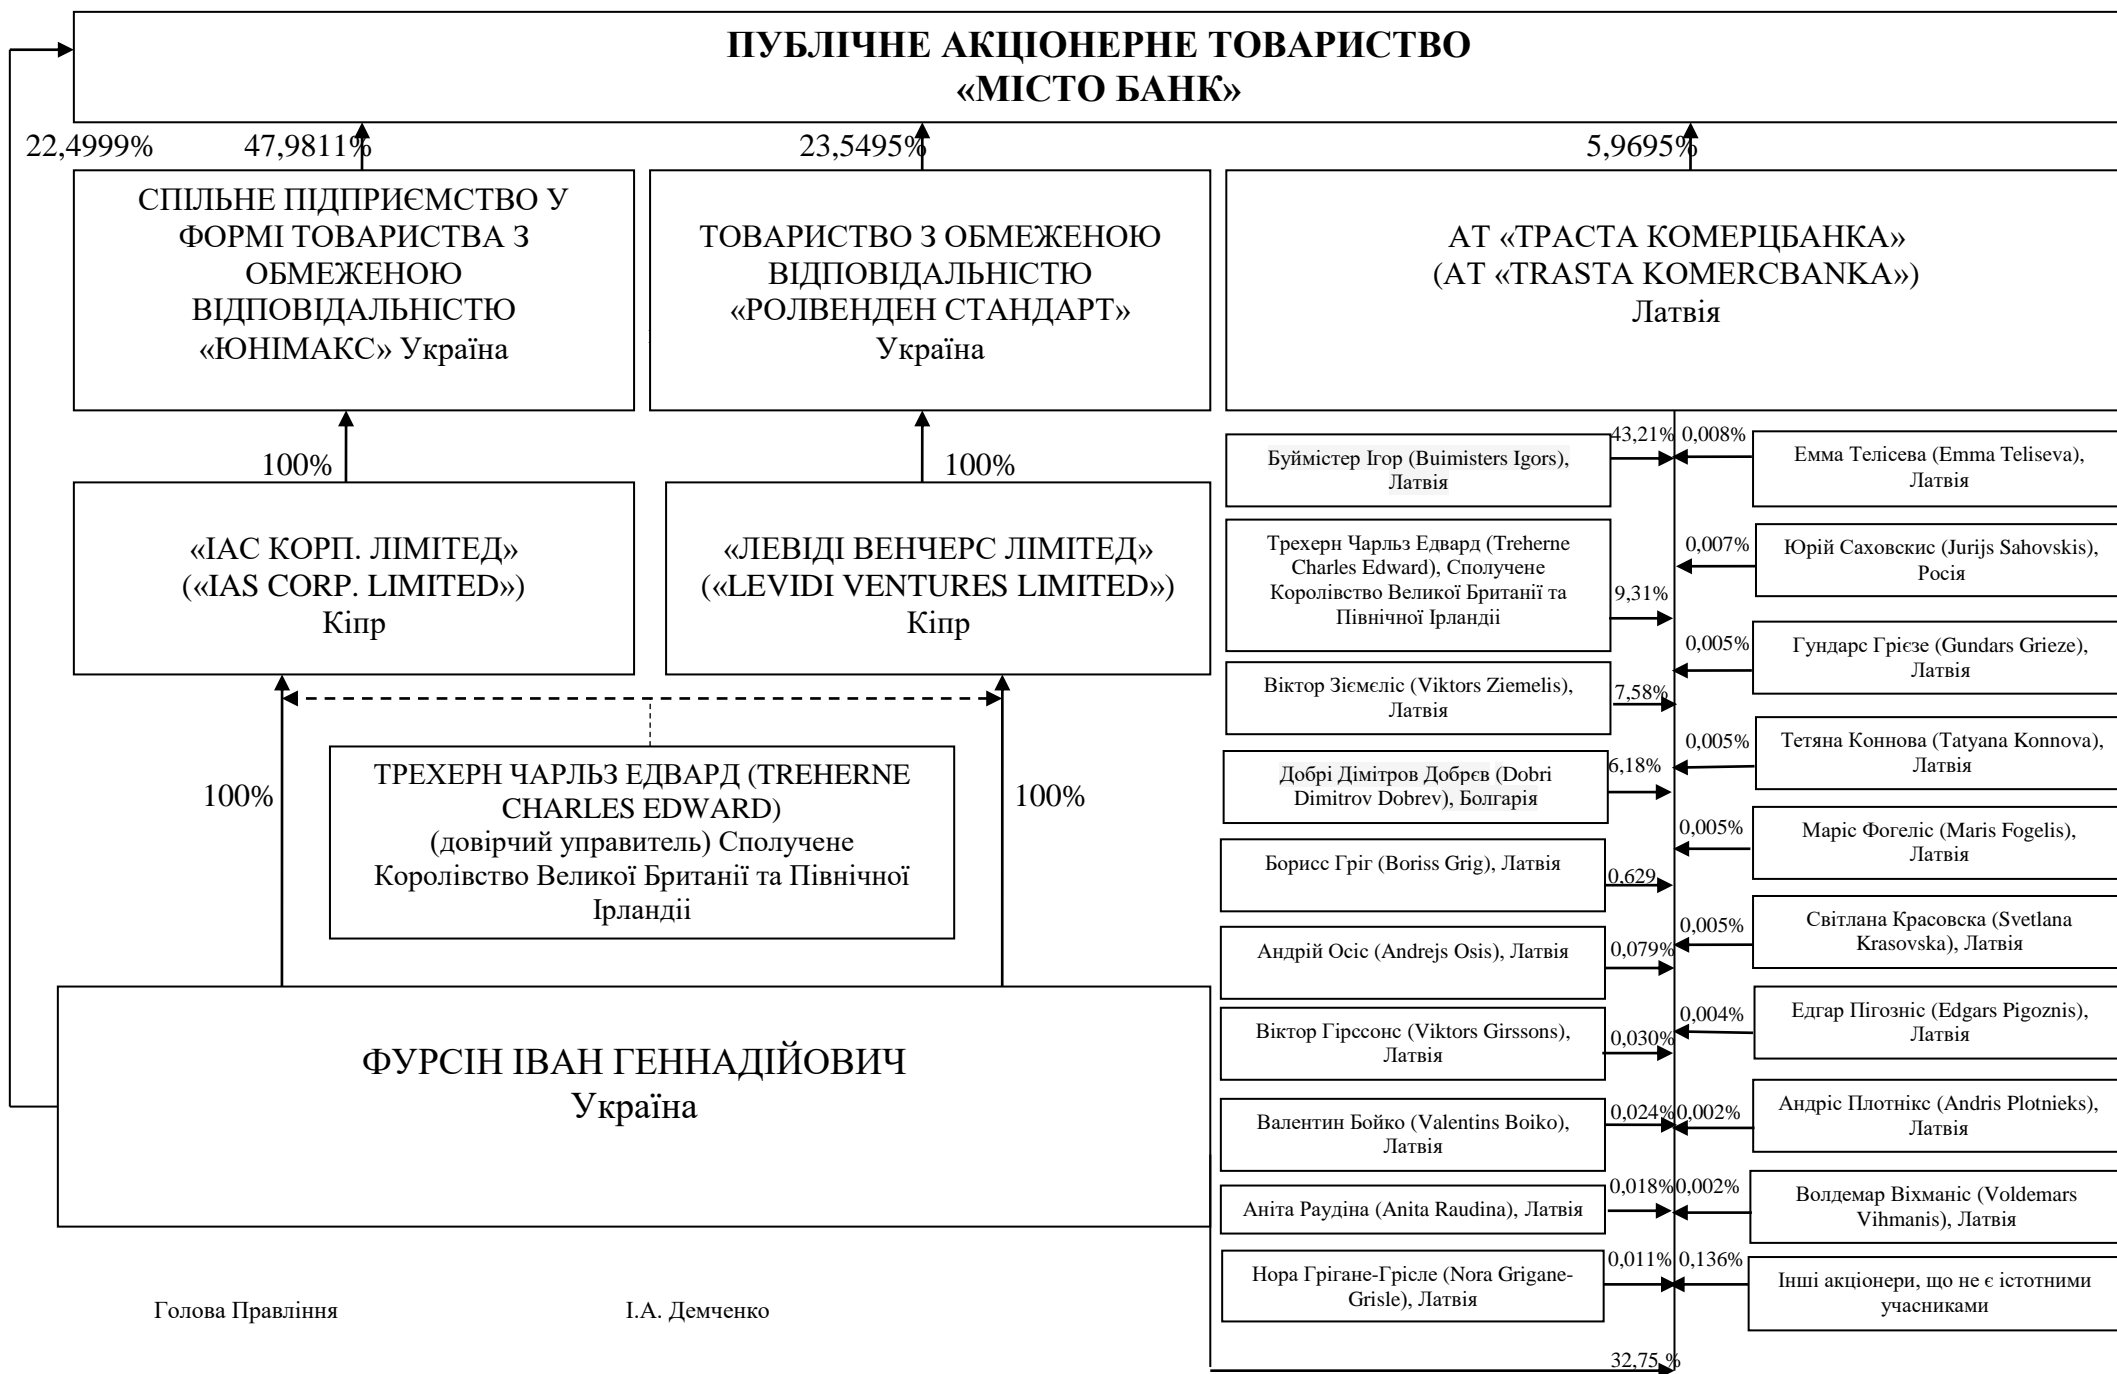 ПУБЛІЧНЕ АКЦІОНЕРНЕ ТОВАРИСТВО
«МІСТО БАНК»
22,4999%
47,9811%
23,5495%
5,9695%
СПІЛЬНЕ ПІДПРИЄМСТВО У
ФОРМІ ТОВАРИСТВА З
ОБМЕЖЕНОЮ
ВІДПОВІДАЛЬНІСТЮ
«ЮНІМАКС» Україна
ТОВАРИСТВО З ОБМЕЖЕНОЮ
ВІДПОВІДАЛЬНІСТЮ
«РОЛВЕНДЕН СТАНДАРТ»
Україна
АТ «ТРАСТА КОМЕРЦБАНКА»
(АТ «TRASTA KOMERCBANKA»)
Латвія
100%
100%
«ІАС КОРП. ЛІМІТЕД»
(«IAS CORP. LIMITED»)
Кіпр
«ЛЕВІДІ ВЕНЧЕРС ЛІМІТЕД»
(«LEVIDI VENTURES LIMITED»)
Кіпр
100%
ТРЕХЕРН ЧАРЛЬЗ ЕДВАРД (TREHERNE
CHARLES EDWARD)
(довірчий управитель) Сполучене
Королівство Великої Британії та Північної
Ірландіі
100%
ФУРСІН ІВАН ГЕННАДІЙОВИЧ
Україна
Буймістер Ігор (Buimisters Igors),
Латвія
43,21%
0,008%
Емма Телісева (Emma Teliseva),
Латвія
Трехерн Чарльз Едвард (Treherne
Charles Edward), Сполучене
Королівство Великої Британії та
Північної Ірландіі
9,31%
0,007%
Юрій Саховскис (Jurijs Sahovskis),
Росія
0,005%
Гундарс Грієзе (Gundars Grieze),
Латвія
Віктор Зіємєліс (Viktors Ziemelis),
Латвія
7,58%
0,005%
Тетяна Коннова (Tatyana Konnova),
Латвія
Добрі Дімітров Добрєв (Dobri
Dimitrov Dobrev), Болгарія
6,18%
0,005%
Маріс Фогеліс (Maris Fogelis),
Латвія
Борисс Гріг (Boriss Grig), Латвія
0,629
0,005%
Світлана Красовска (Svetlana
Krasovska), Латвія
Андрій Осіс (Andrejs Osis), Латвія
0,079%
0,004%
Едгар Пігозніс (Edgars Pigoznis),
Латвія
Віктор Гірссонс (Viktors Girssons),
Латвія
0,030%
Валентин Бойко (Valentins Boiko),
Латвія
0,024%
0,002%
Андріс Плотнікс (Andris Plotnieks),
Латвія
Аніта Раудіна (Anita Raudina), Латвія
0,018%
0,002%
Волдемар Віхманіс (Voldemars
Vihmanis), Латвія
Нора Грігане-Грісле (Nora Grigane-
Grisle), Латвія
0,011%
0,136%
Інші акціонери, що не є істотними
учасниками
Голова Правління
І.А. Демченко
32,75 %